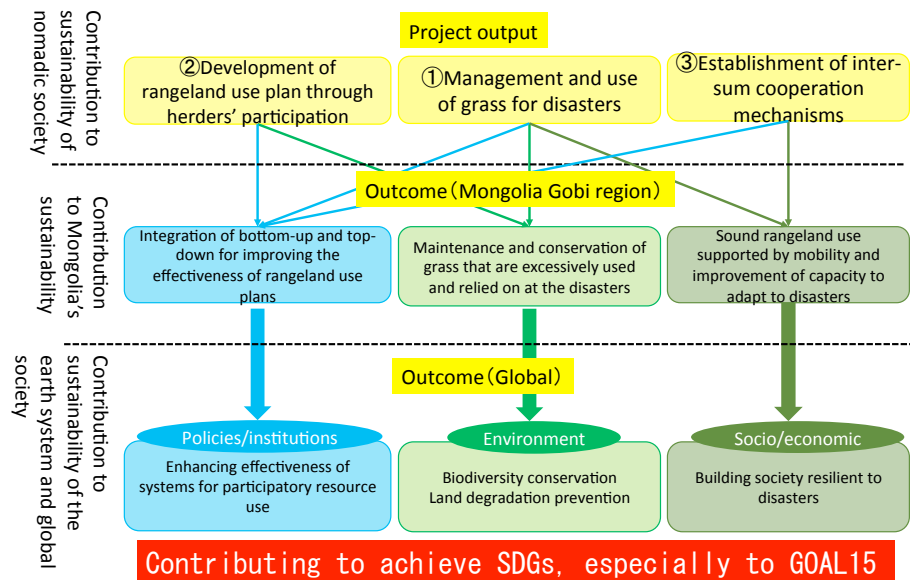 Contribution to
sustainability of
nomadic society
Project output
②Development of
rangeland use plan through
herders' participation
①Management and use
of grass for disasters
③Establishment of inter-
sum cooperation
mechanisms
Contribution
to Mongolia's
sustainability
Outcome(Mongolia Gobi region)
Integration of bottom-up and top-
down for improving the
effectiveness of rangeland use
plans
Maintenance and conservation of
grass that are excessively used
and relied on at the disasters
Sound rangeland use
supported by mobility and
improvement of capacity to
adapt to disasters
Contribution to
the sustainability of the
earth system and global
society
Outcome(Global)
Policies/institutions
Enhancing effectiveness of
systems for participatory resource
use
Environment
Biodiversity conservation
Land degradation prevention
Socio/economic
Building society resilient to
disasters
Contributing to achieve SDGs, especially to GOAL15